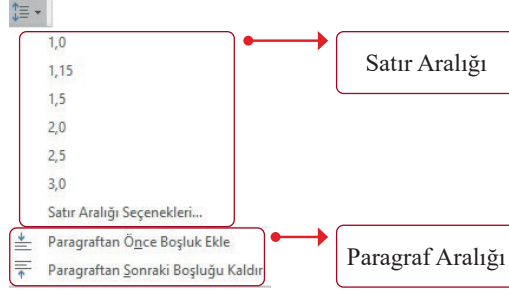 1,0
Satır Aralığı
1,15
1,5
2,0
2,5
3,0
Satır Aralığı Seçenekleri...
Paragraftan Önce Boşluk Ekle
Paragraf Aralığı
Paragraftan Sonraki Boşluğu Kaldır